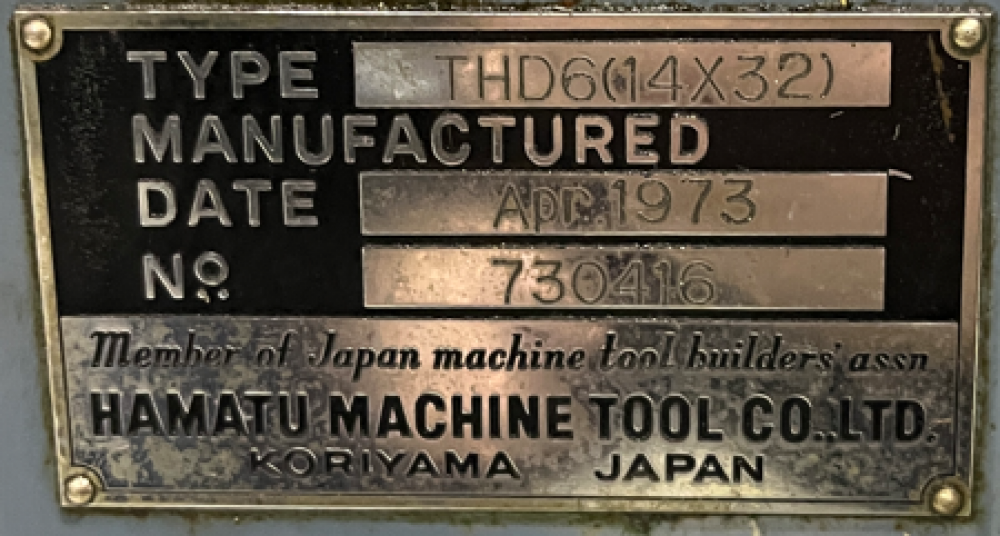 TYPE THD6(14X32)
MANUFACTURED
DATE Apr.1973
Nº 730416
Member of Japan machine tool builders' assn
HAMATU MACHINE TOOL CO.,LTD.
KORIYAMA JAPAN